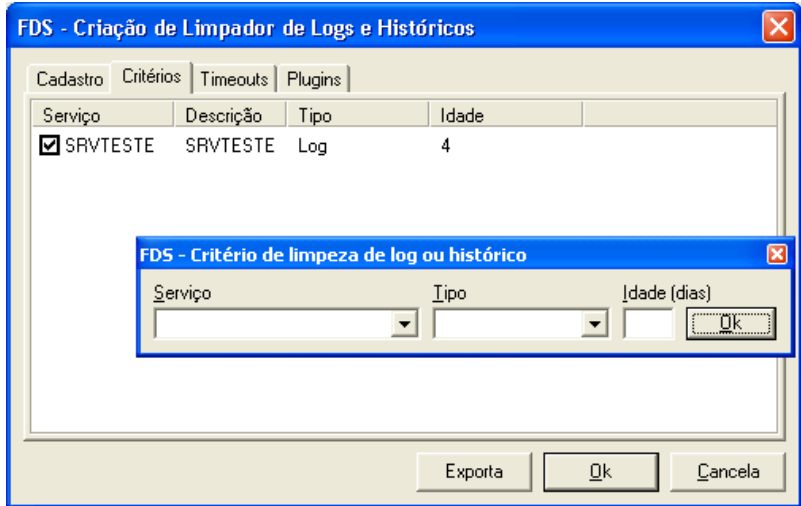 FDS - Criação de Limpador de Logs e Históricos
Cadastro Critérios Timeouts Plugins
Serviço Descrição Tipo Idade
SRVTESTE SRVTESTE Log 4
FDS - Critério de limpeza de log ou histórico
Serviço Tipo Idade (dias)
Ok
Exporta Ok Cancela